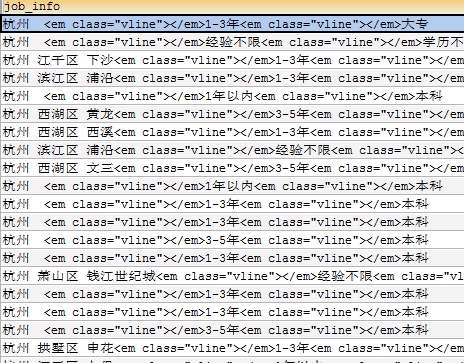 job_info
杭州 <em class="vline"></em>1-3年<em class="vline"></em>大专
杭州 <em class="vline"></em>经验不限<em class="vline"></em>学历不
杭州 江干区 下沙<em class="vline"></em>1-3年<em class="vline"></em>
杭州 滨江区 浦沿<em class="vline"></em>1-3年<em class="vline"></em>
杭州 <em class="vline"></em>1年以内<em class="vline"></em>本科
杭州 西湖区 黄龙<em class="vline"></em>3-5年<em class="vline"></em>
杭州 西湖区 西溪<em class="vline"></em>1-3年<em class="vline"></em>
杭州 滨江区 浦沿<em class="vline"></em>经验不限<em class="vline"></e
杭州 西湖区 文三<em class="vline"></em>3-5年<em class="vline"></em>
杭州 <em class="vline"></em>1年以内<em class="vline"></em>本科
杭州 <em class="vline"></em>1-3年<em class="vline"></em>本科
杭州 <em class="vline"></em>1-3年<em class="vline"></em>本科
杭州 <em class="vline"></em>3-5年<em class="vline"></em>本科
杭州 <em class="vline"></em>1-3年<em class="vline"></em>本科
杭州 萧山区 钱江世纪城<em class="vline"></em>经验不限<em class="vl
杭州 <em class="vline"></em>1-3年<em class="vline"></em>本科
杭州 <em class="vline"></em>1-3年<em class="vline"></em>本科
杭州 <em class="vline"></em>3-5年<em class="vline"></em>本科
杭州 拱墅区 申花<em class="vline"></em>1-3年<em class="vline"></em>